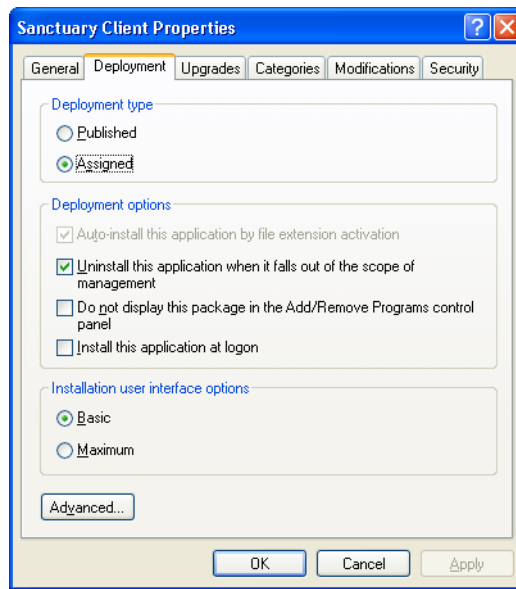 Sanctuary Client Properties
General Deployment Upgrades Categories Modifications Security
Deployment type
Published
Assigned
Deployment options
Auto-install this application by file extension activation
Uninstall this application when it falls out of the scope of
management
Do not display this package in the Add/Remove Programs control
panel
Install this application at logon
Installation user interface options
Basic
Maximum
Advanced...
OK Cancel Apply